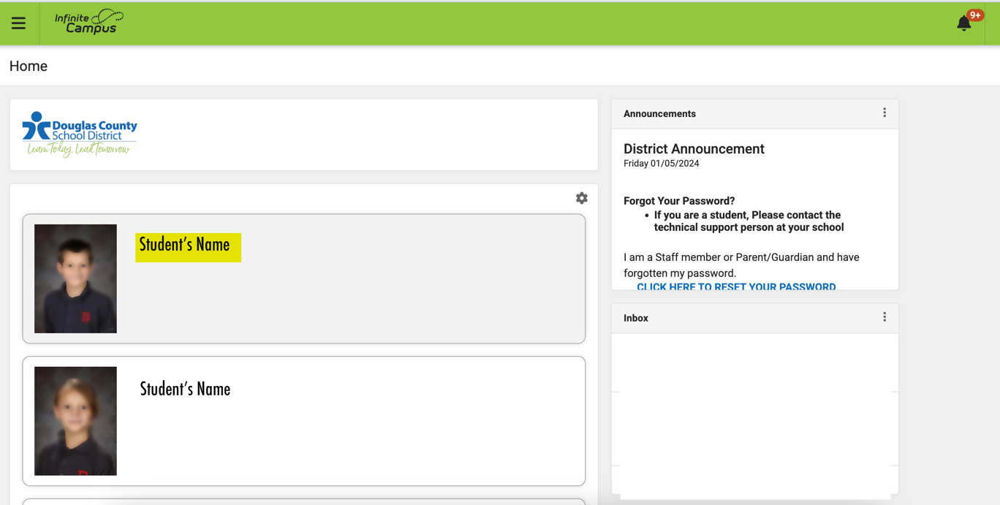 Infinite
Campus
9+
Home
Douglas County
School District
Learn Today, Lead Tomorrow
Student's Name
Student's Name
Announcements
District Announcement
Friday 01/05/2024
Forgot Your Password?
• If you are a student, Please contact the
technical support person at your school
I am a Staff member or Parent/Guardian and have
forgotten my password.
CLICK HERE TO RESET YOUR PASSWORD
Inbox